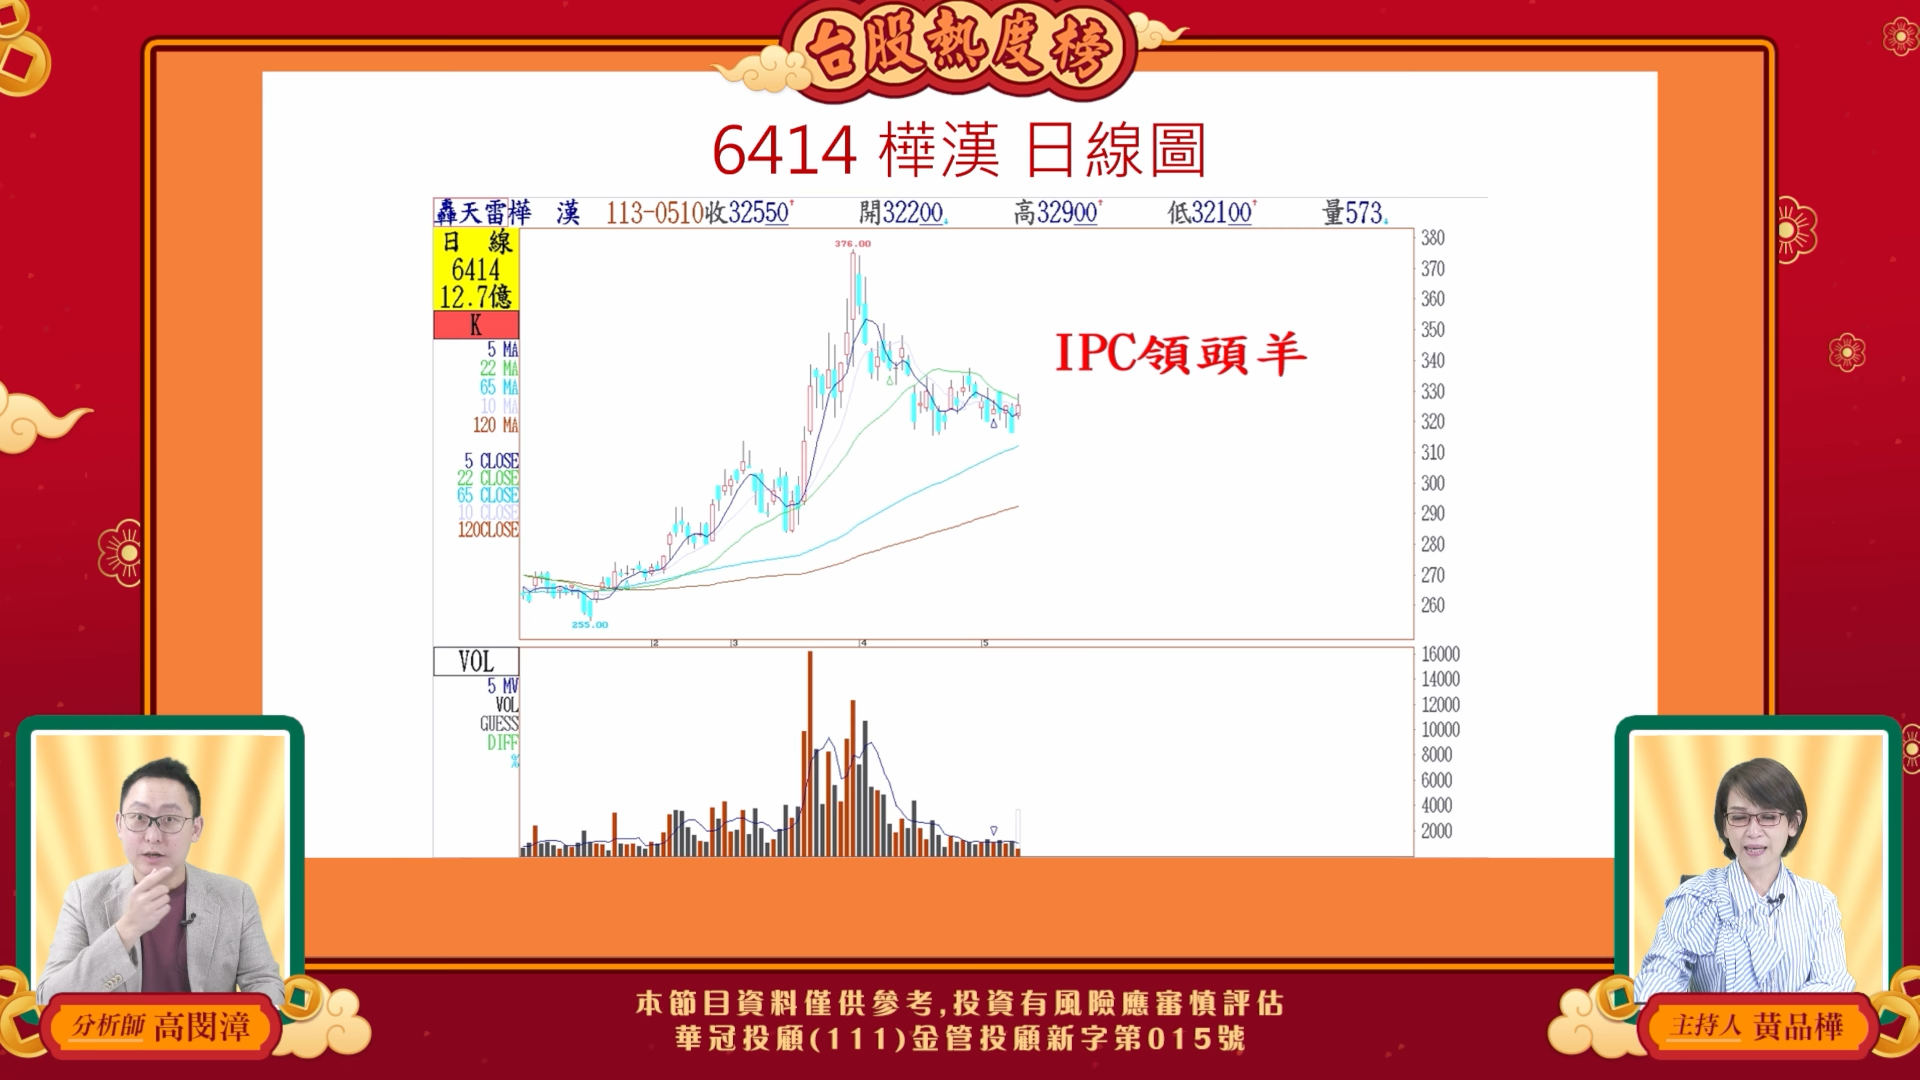 台股熱度榜
6414 樺漢 日線圖
轟天雷樺 漢 113-0510收32550 開32200 高32900 低32100 量573
日 線
6414
12.7億
K
5 MA
22 MA
65 MA
10 MA
120 MA
5 CLOSE
22 CLOSE
65 CLOSE
10 CLOSE
120CLOSE
376.00
255.00
IPC領頭羊
380
370
360
350
340
330
320
310
300
290
280
270
260
2 3 4 5
VOL
5 MV
VOL
GUESS
DIFF
%
16000
14000
12000
10000
8000
6000
4000
2000
分析師 高閔漳
本節目資料僅供參考,投資有風險應審慎評估
華冠投顧(111)金管投顧新字第015號
主持人 黃品樺